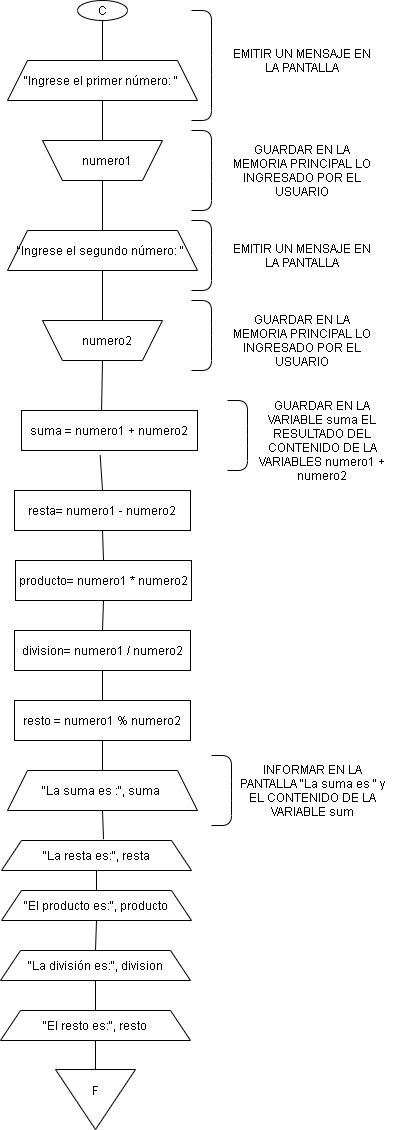 C
EMITIR UN MENSAJE EN
LA PANTALLA
"Ingrese el primer número: "
numero1
GUARDAR EN LA
MEMORIA PRINCIPAL LO
INGRESADO POR EL
USUARIO
"Ingrese el segundo número: "
EMITIR UN MENSAJE EN
LA PANTALLA
numero2
GUARDAR EN LA
MEMORIA PRINCIPAL LO
INGRESADO POR EL
USUARIO
suma = numero1 + numero2
GUARDAR EN LA
VARIABLE suma EL
RESULTADO DEL
CONTENIDO DE LA
VARIABLES numero1 +
numero2
resta= numero1 - numero2
producto= numero1 * numero2
division= numero1 / numero2
resto = numero1 % numero2
"La suma es :", suma
INFORMAR EN LA
PANTALLA "La suma es " y
EL CONTENIDO DE LA
VARIABLE sum
"La resta es:", resta
"El producto es:", producto
"La división es:", division
"El resto es:", resto
F